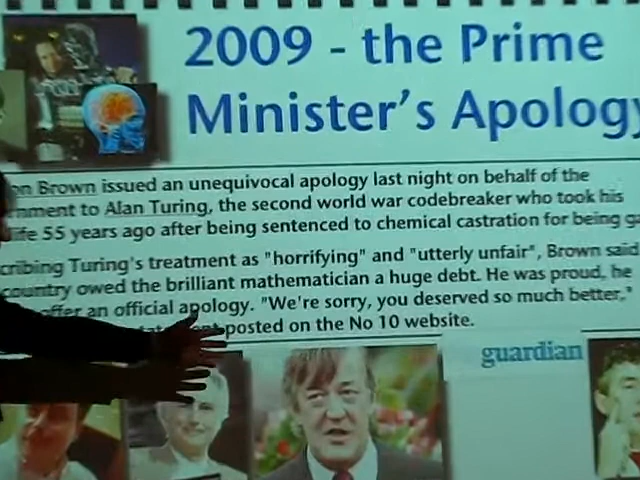 2009 - the Prime
Minister's Apology
on Brown issued an unequivocal apology last night on behalf of the
nment to Alan Turing, the second world war codebreaker who took his
life 55 years ago after being sentenced to chemical castration for being ga
cribing Turing's treatment as "horrifying" and "utterly unfair", Brown said
country owed the brilliant mathematician a huge debt. He was proud, he
offer an official apology. "We're sorry, you deserved so much better,"
posted on the No 10 website.
guardian